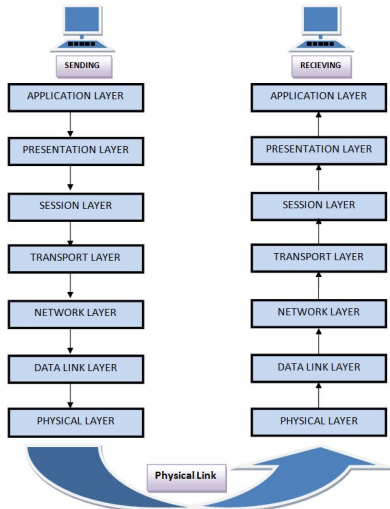 SENDING
APPLICATION LAYER
PRESENTATION LAYER
SESSION LAYER
TRANSPORT LAYER
NETWORK LAYER
DATA LINK LAYER
PHYSICAL LAYER
RECIEVING
APPLICATION LAYER
PRESENTATION LAYER
SESSION LAYER
TRANSPORT LAYER
NETWORK LAYER
DATA LINK LAYER
PHYSICAL LAYER
Physical Link